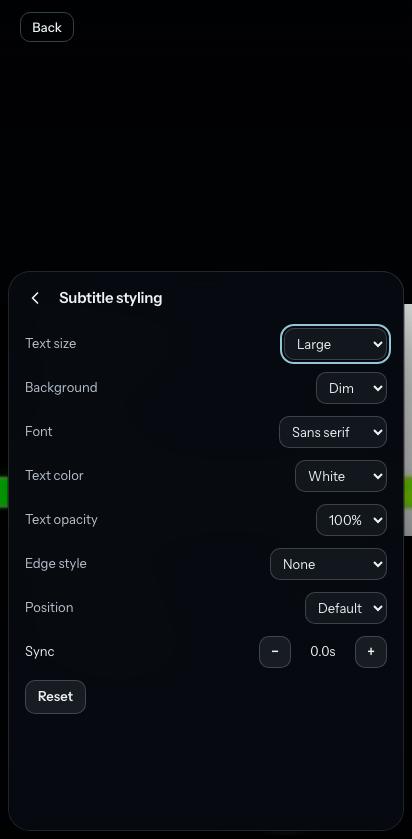 Back
Subtitle styling
Text size Large
Background Dim
Font Sans serif
Text color White
Text opacity 100%
Edge style None
Position Default
Sync − 0.0s +
Reset